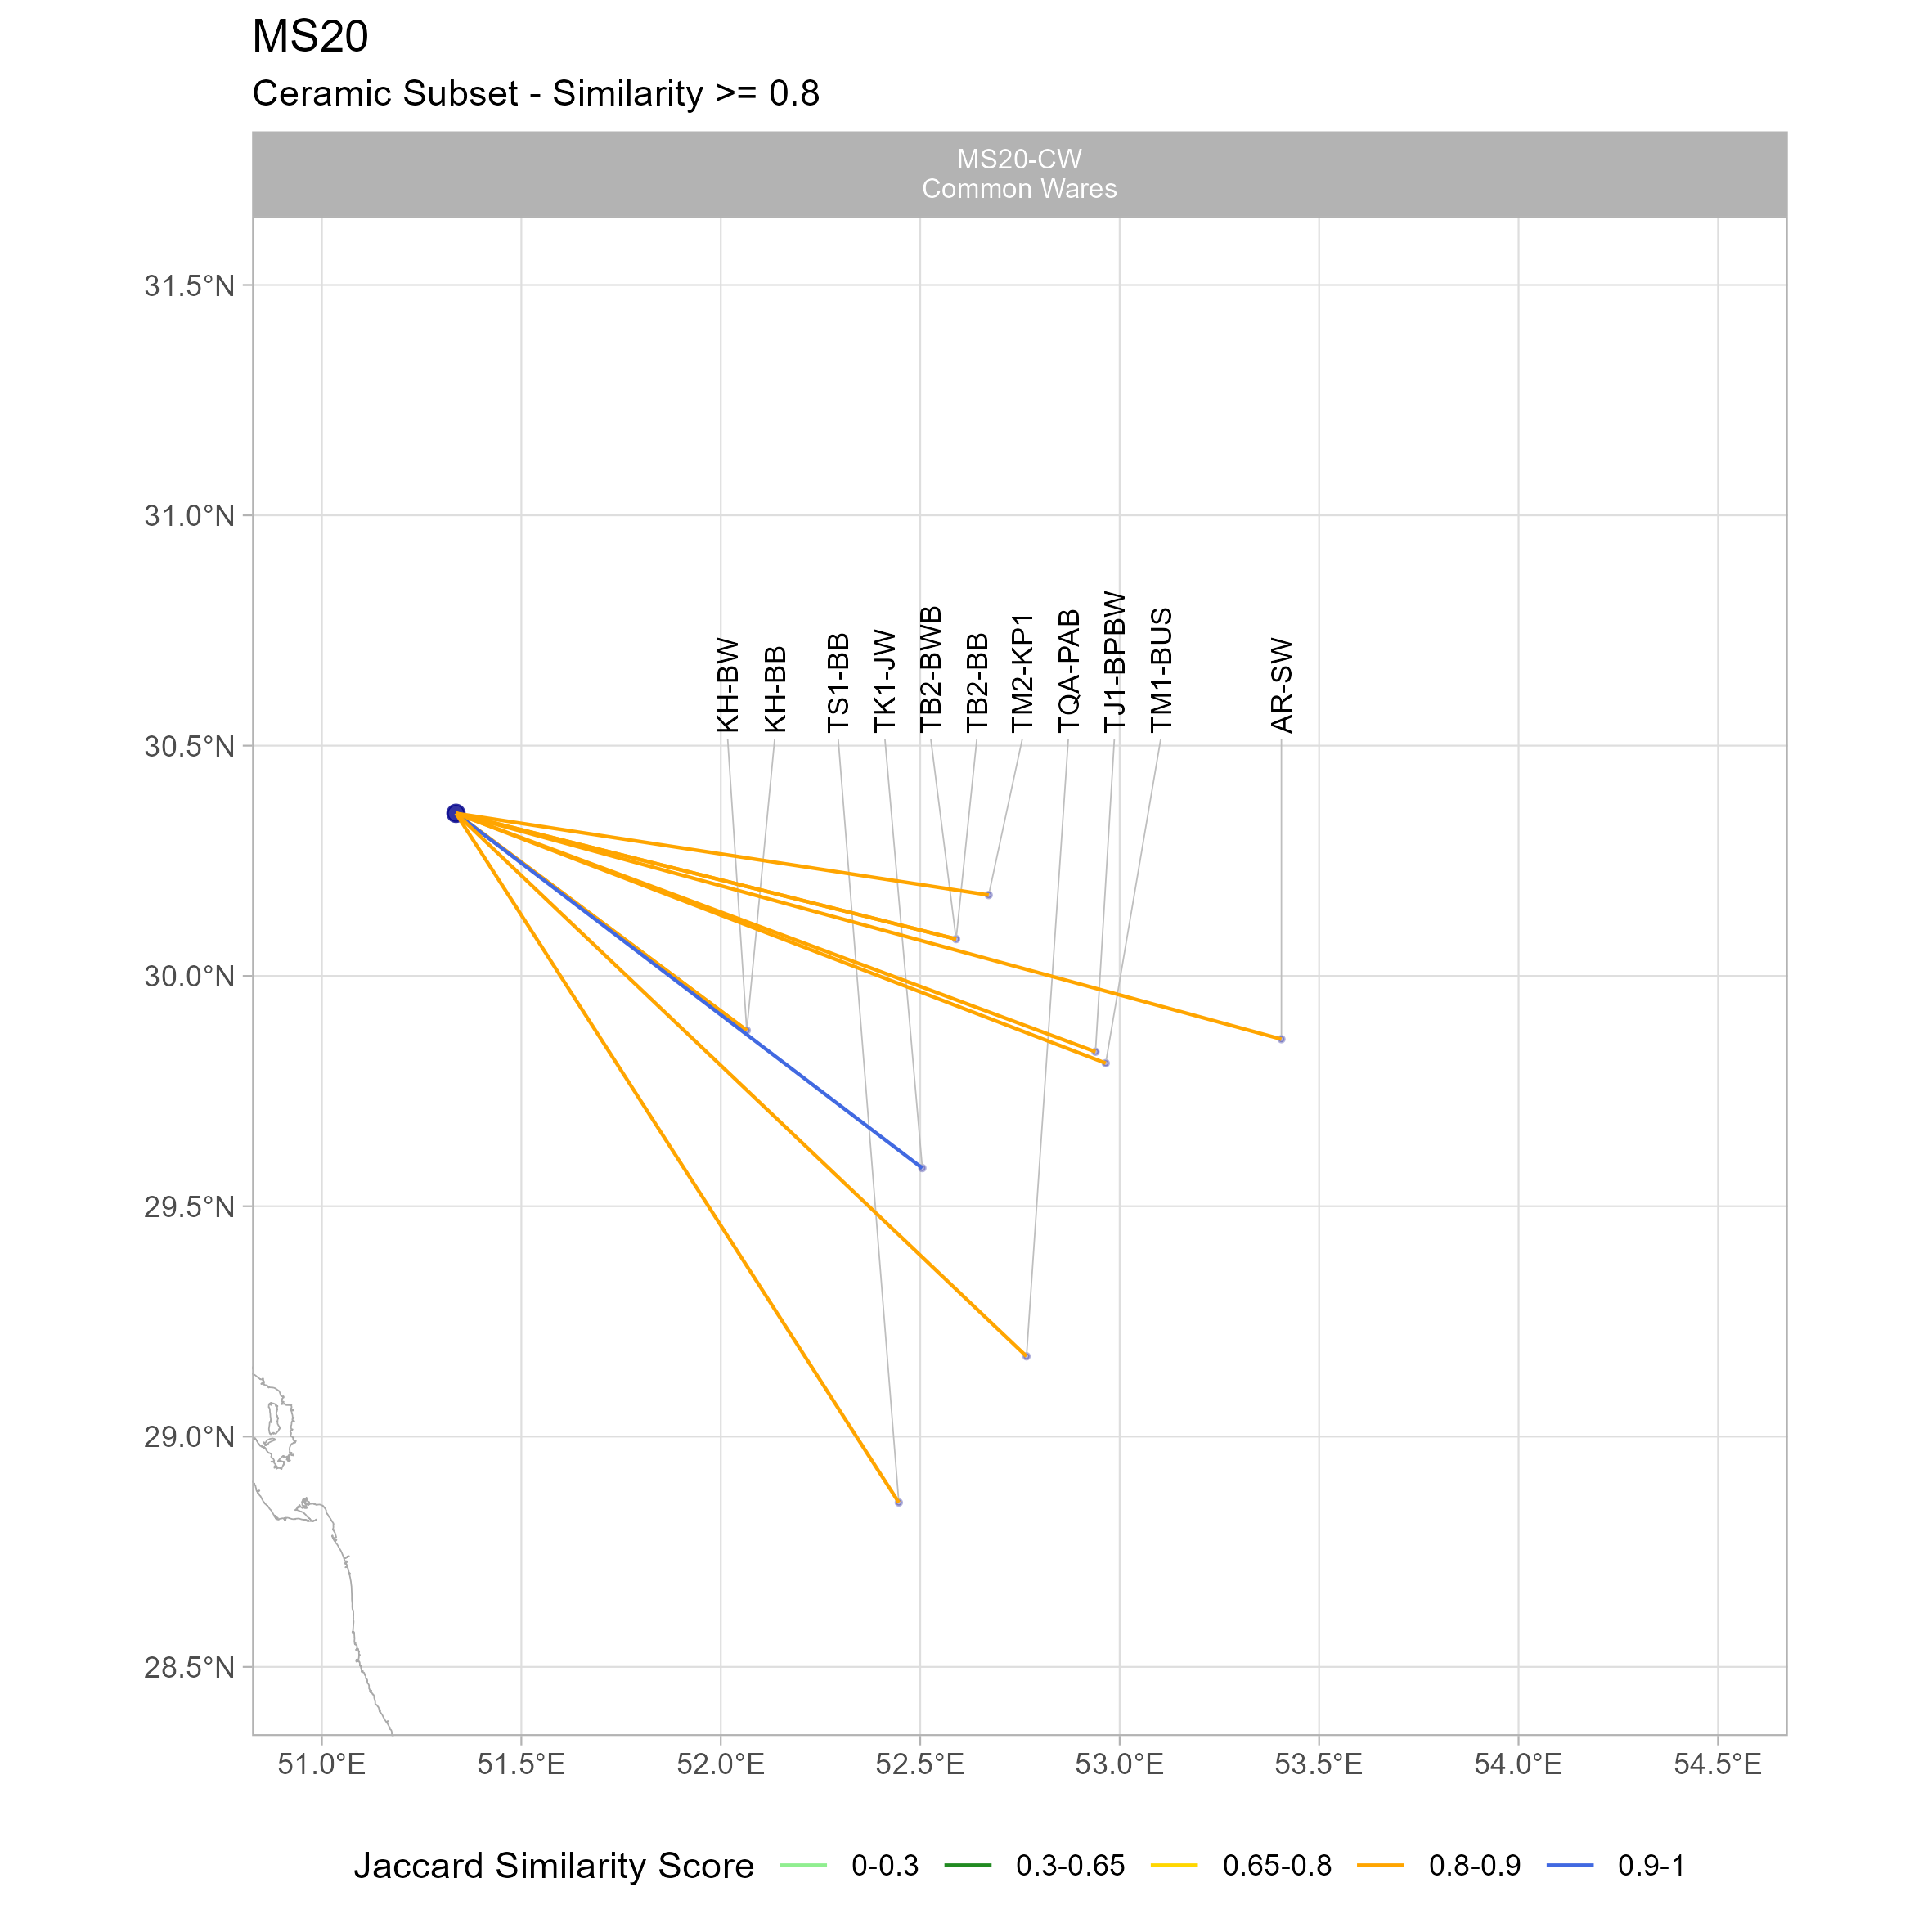 MS20
Ceramic Subset - Similarity >= 0.8
MS20-CW
Common Wares
31.5°N
31.0°N
30.5°N
30.0°N
29.5°N
29.0°N
28.5°N
KH-BW
KH-BB
TS1-BB
TK1-JW
TB2-BWB
TB2-BB
TM2-KP1
TQA-PAB
TJ1-BPBW
TM1-BUS
AR-SW
51.0°E 51.5°E 52.0°E 52.5°E 53.0°E 53.5°E 54.0°E 54.5°E
Jaccard Similarity Score 0-0.3 0.3-0.65 0.65-0.8 0.8-0.9 0.9-1